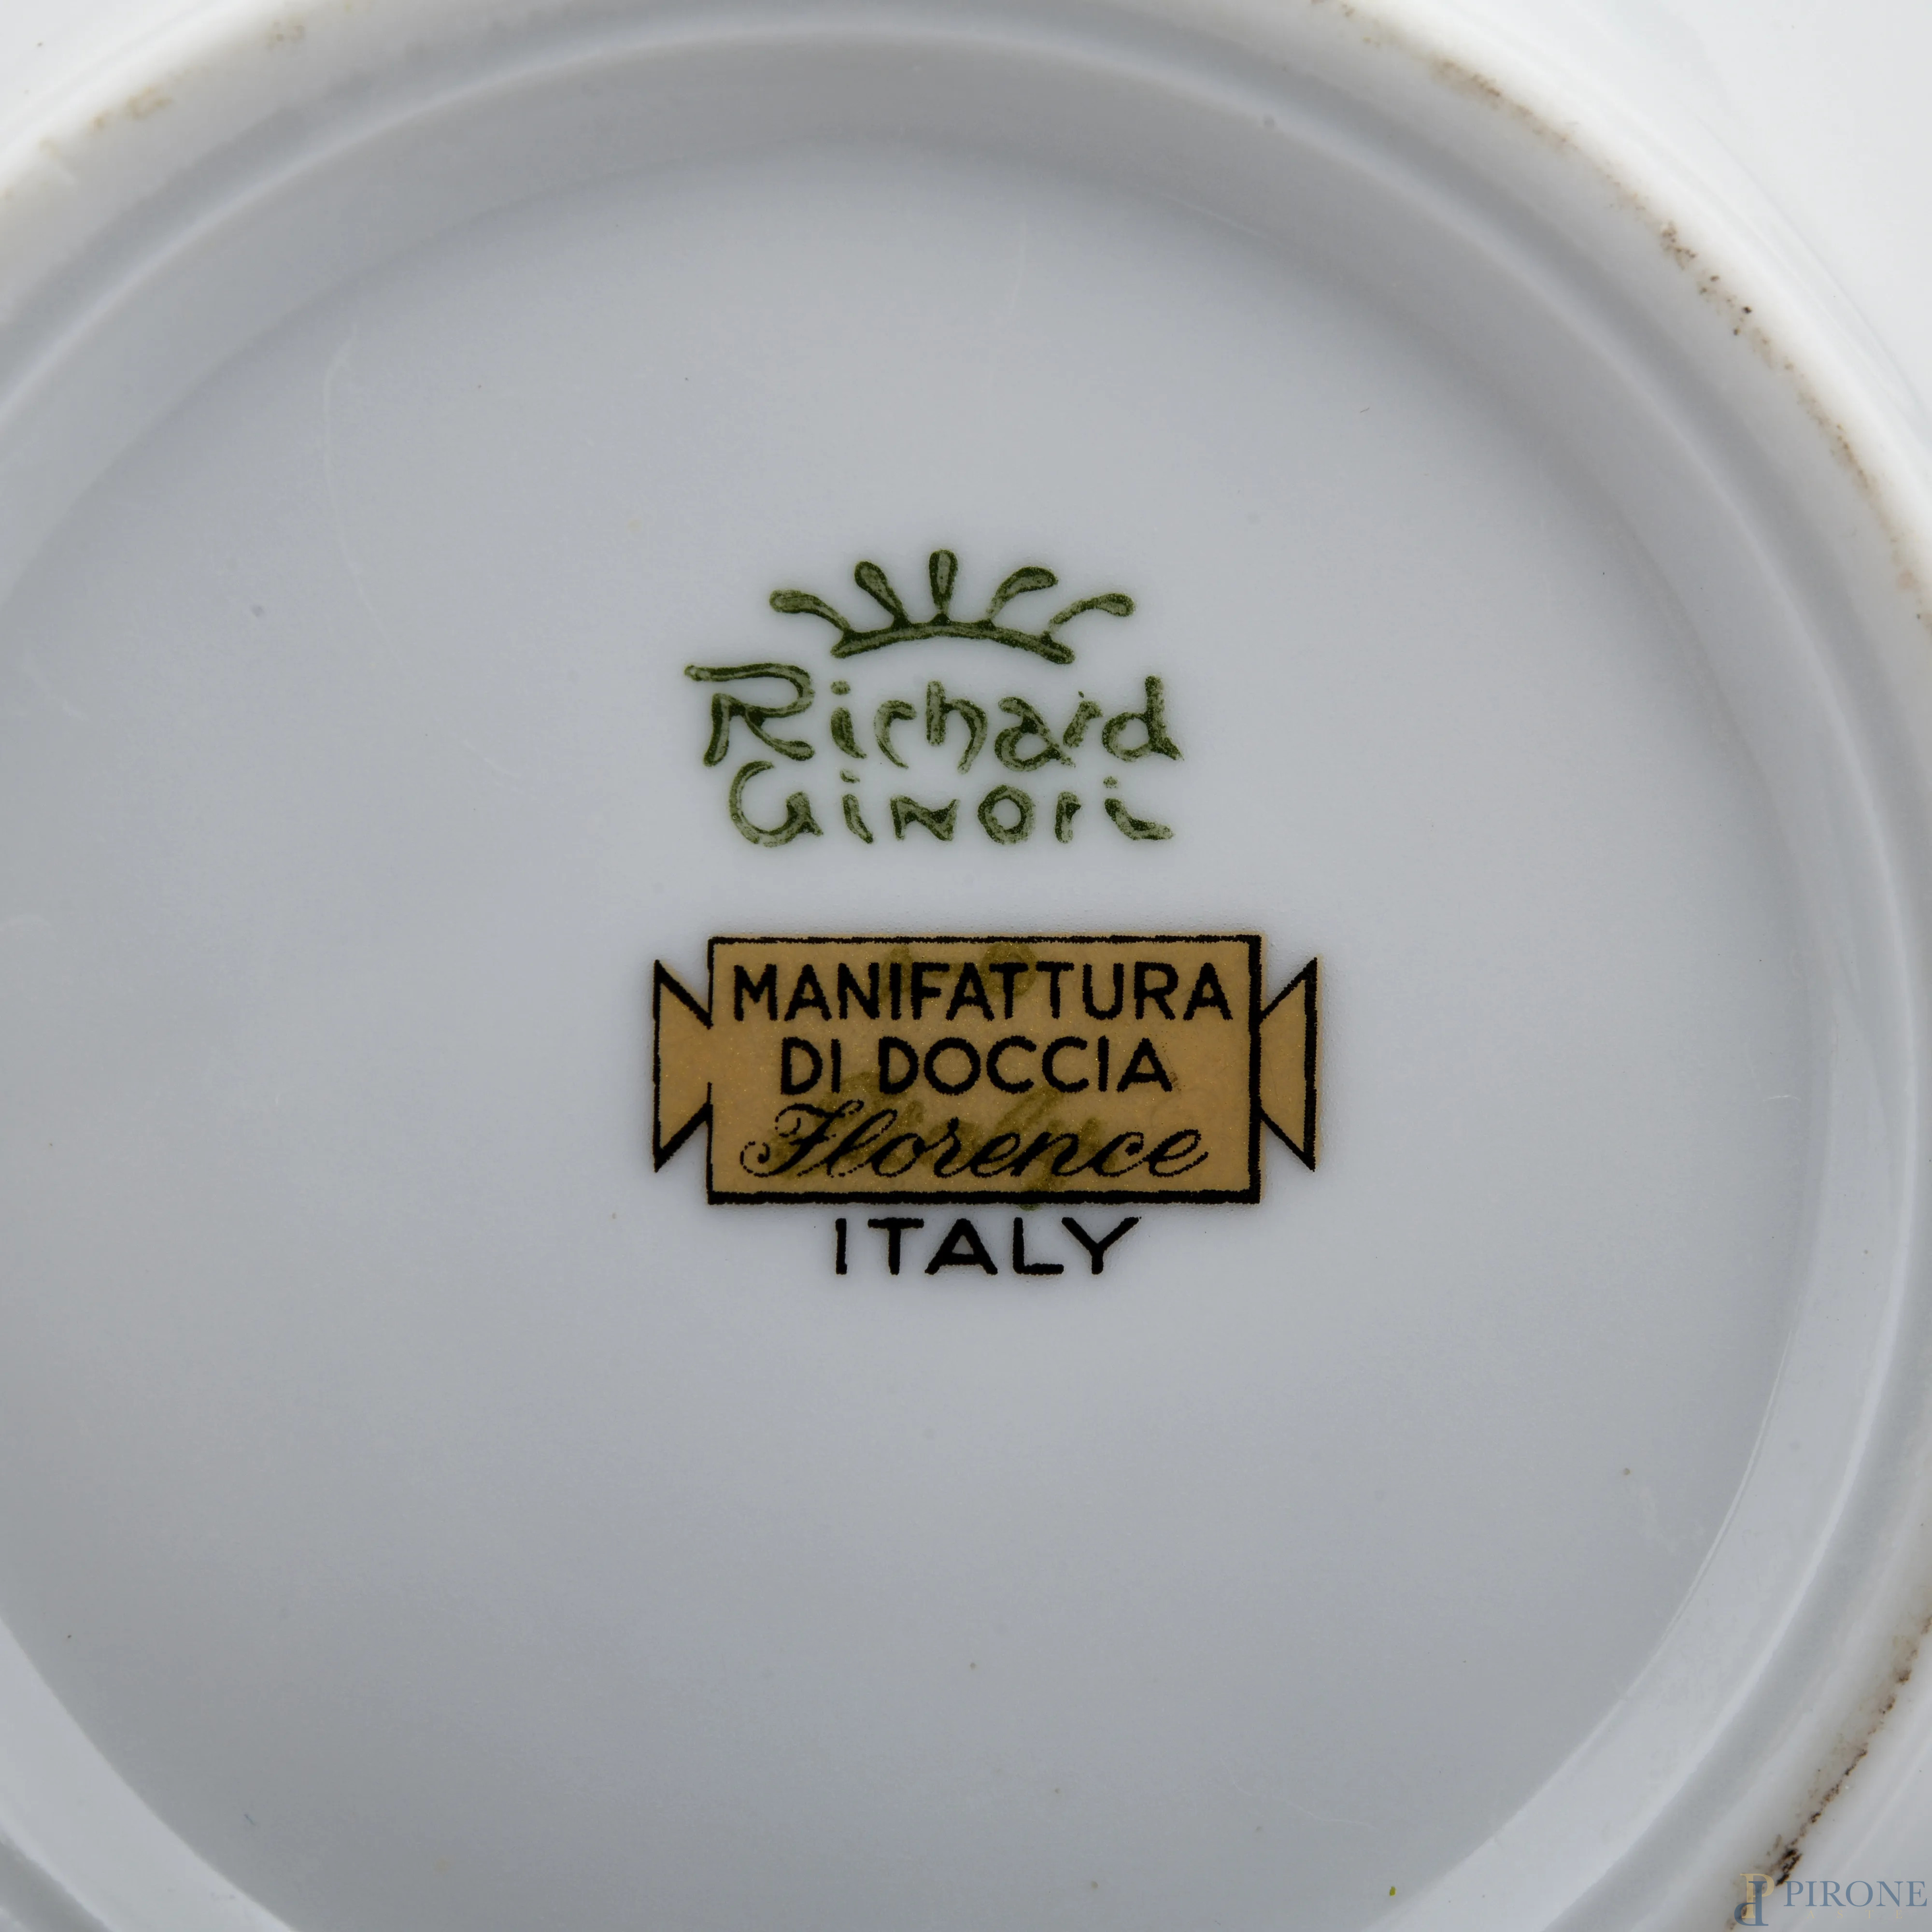 Richard
Ginori
MANIFATTURA
DI DOCCIA
Florence
ITALY
PIRONE